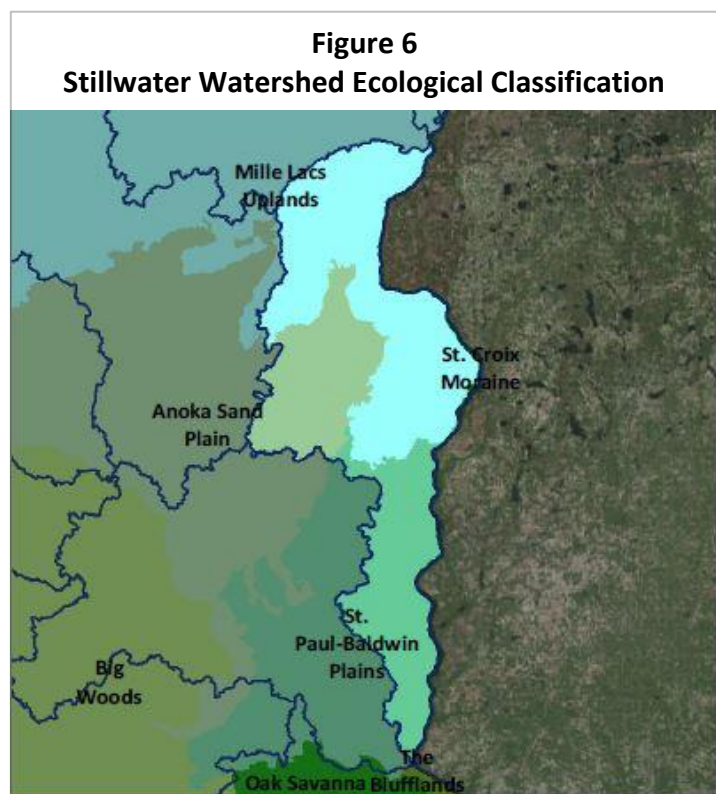 Figure 6
Stillwater Watershed Ecological Classification
Mille Lacs
Uplands
St. Croix
Moraine
Anoka Sand
Plain
St.
Paul-Baldwin
Plains
Big
Woods
The
Blufflands
Oak Savanna